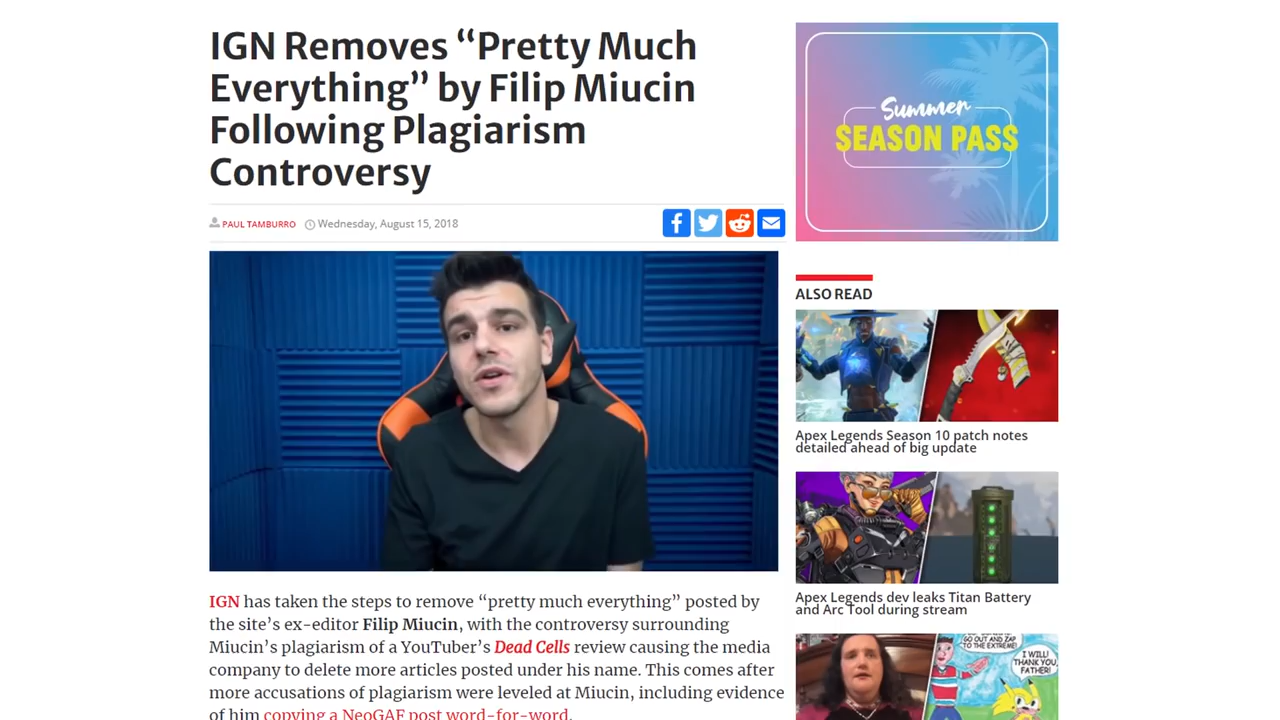 IGN Removes “Pretty Much
Everything” by Filip Miucin
Following Plagiarism
Controversy
PAUL TAMBURRO Wednesday, August 15, 2018
IGN has taken the steps to remove “pretty much everything” posted by
the site’s ex-editor Filip Miucin, with the controversy surrounding
Miucin’s plagiarism of a YouTuber’s Dead Cells review causing the media
company to delete more articles posted under his name. This comes after
more accusations of plagiarism were leveled at Miucin, including evidence
of him copying a NeoGAF post word-for-word.
Summer
SEASON PASS
ALSO READ
Apex Legends Season 10 patch notes
detailed ahead of big update
Apex Legends dev leaks Titan Battery
and Arc Tool during stream
GO OUT AND ZAP
TO THE EXTREME!
I WILL!
THANK YOU,
FATHER!